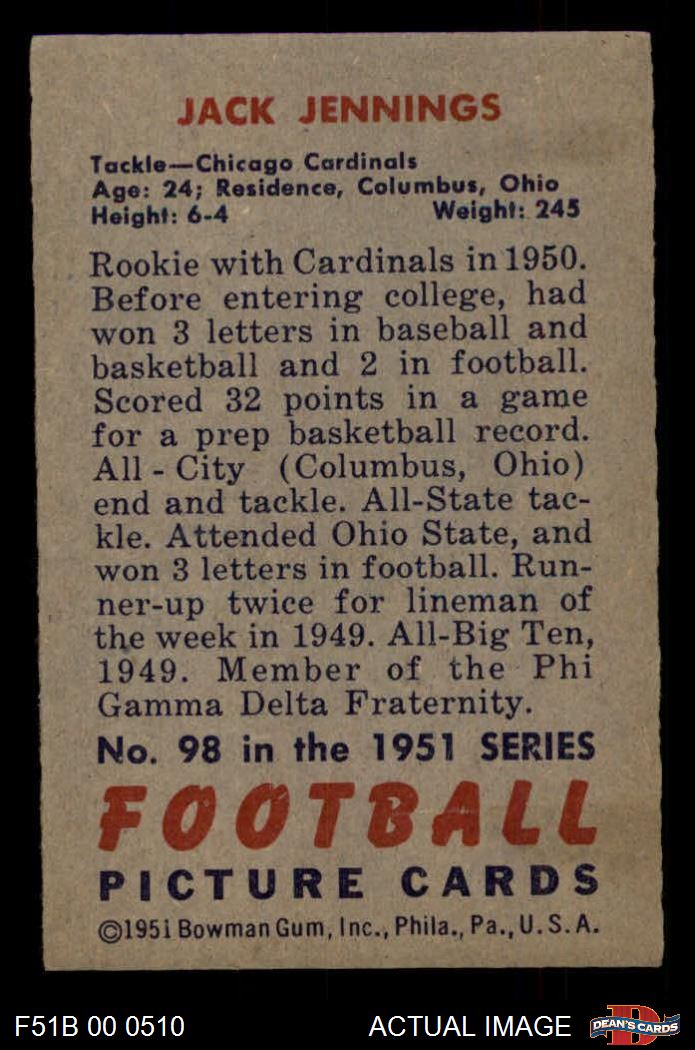 JACK JENNINGS
Tackle—Chicago Cardinals
Age: 24; Residence, Columbus, Ohio
Height: 6-4 Weight: 245
Rookie with Cardinals in 1950.
Before entering college, had
won 3 letters in baseball and
basketball and 2 in football.
Scored 32 points in a game
for a prep basketball record.
All - City (Columbus, Ohio)
end and tackle. All-State tac-
kle. Attended Ohio State, and
won 3 letters in football. Run-
ner-up twice for lineman of
the week in 1949. All-Big Ten,
1949. Member of the Phi
Gamma Delta Fraternity.
No. 98 in the 1951 SERIES
FOOTBALL
PICTURE CARDS
©1951 Bowman Gum, Inc., Phila., Pa., U.S.A.
F51B 00 0510 ACTUAL IMAGE D DEAN'S CARDS